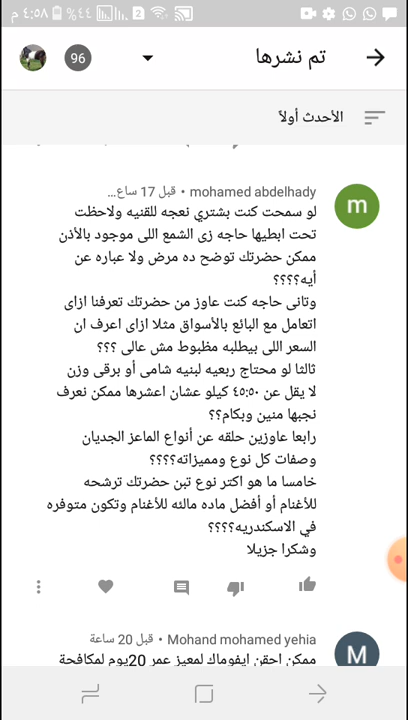 ٤:٥٨ م ٤٤% 2
تم نشرها
96
الأحدث أولاً
mohamed abdelhady • قبل 17 ساع...
لو سمحت كنت بشتري نعجه للقنيه ولاحظت
تحت ابطيها حاجه زى الشمع اللى موجود بالأذن
ممكن حضرتك توضح ده مرض ولا عباره عن
أيه؟؟؟؟
وتانى حاجه كنت عاوز من حضرتك تعرفنا ازاى
اتعامل مع البائع بالأسواق مثلا ازاى اعرف ان
السعر اللى بيطلبه مظبوط مش عالى ؟؟؟
ثالثا لو محتاج ربعيه لبنيه شامى أو برقى وزن
لا يقل عن ٤٥:٥٠ كيلو عشان اعشرها ممكن نعرف
نجبها منين وبكام؟؟
رابعا عاوزين حلقه عن أنواع الماعز الجديان
وصفات كل نوع ومميزاته؟؟؟؟
خامسا ما هو اكتر نوع تبن حضرتك ترشحه
للأغنام أو أفضل ماده مالئه للأغنام وتكون متوفره
في الاسكندريه؟؟؟؟
وشكرا جزيلا
Mohand mohamed yehia • قبل 20 ساعة
ممكن احقن ايفوماك لمعيز عمر 20يوم لمكافحة